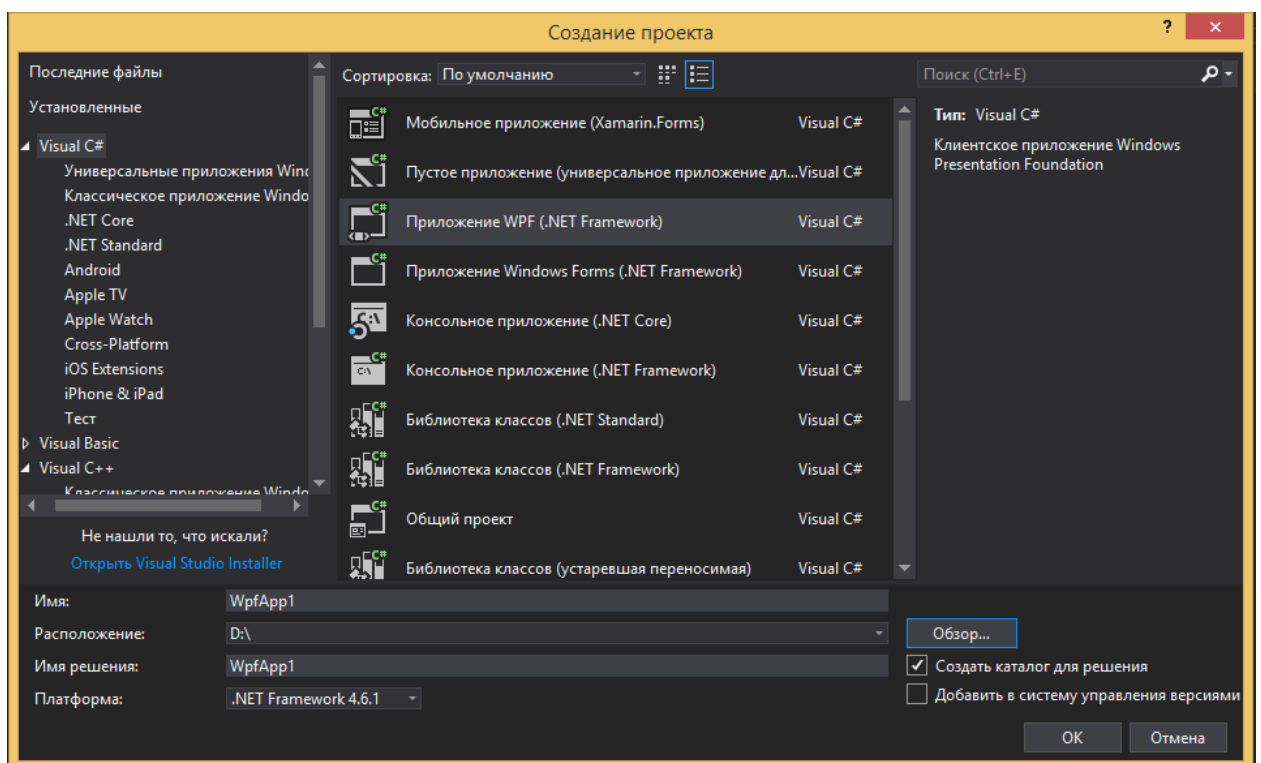 Создание проекта
?
Последние файлы
Установленные
Visual C#
Универсальные приложения Winc
Классическое приложение Windo
.NET Core
.NET Standard
Android
Apple TV
Apple Watch
Cross-Platform
iOS Extensions
iPhone & iPad
Тест
Visual Basic
Visual C++
Классическое приложение Windo
Не нашли то, что искали?
Открыть Visual Studio Installer
Сортировка: По умолчанию
Мобильное приложение (Xamarin.Forms) Visual C#
Пустое приложение (универсальное приложение дл...Visual C#
Приложение WPF (.NET Framework) Visual C#
Приложение Windows Forms (.NET Framework) Visual C#
Консольное приложение (.NET Core) Visual C#
Консольное приложение (.NET Framework) Visual C#
Библиотека классов (.NET Standard) Visual C#
Библиотека классов (.NET Framework) Visual C#
Общий проект Visual C#
Библиотека классов (устаревшая переносимая) Visual C#
Поиск (Ctrl+E)
Тип: Visual C#
Клиентское приложение Windows
Presentation Foundation
Имя: WpfApp1
Расположение: D:\
Обзор...
Имя решения: WpfApp1
Создать каталог для решения
Платформа: .NET Framework 4.6.1
Добавить в систему управления версиями
OK
Отмена